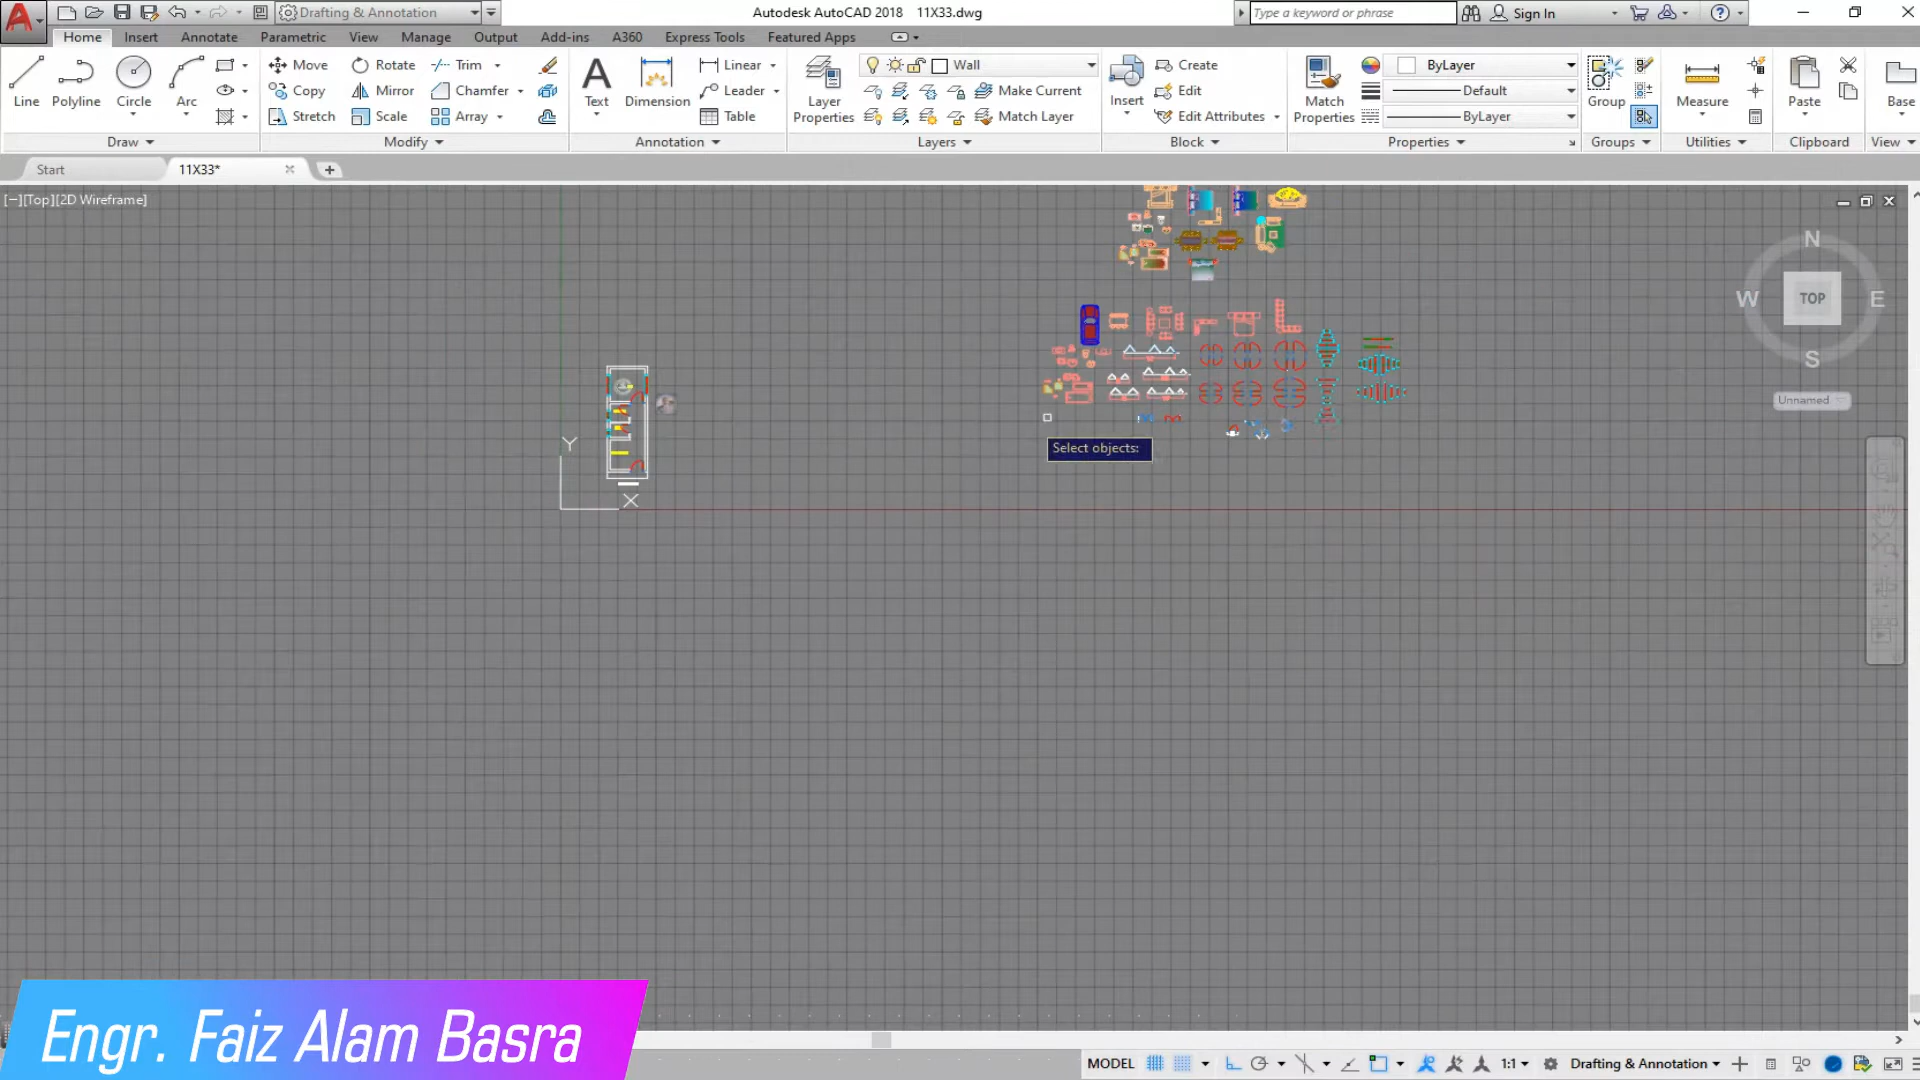 Drafting & Annotation
Autodesk AutoCAD 2018 11X33.dwg
Type a keyword or phrase
Sign In
Home Insert Annotate Parametric View Manage Output Add-ins A360 Express Tools Featured Apps
Move Rotate Trim
Linear
Wall
Create
ByLayer
Copy Mirror Chamfer
Leader
Make Current
Edit
Default
Line Polyline Circle Arc
Text Dimension
Layer Properties
Insert
Match Properties
Group
Measure
Paste
Base
Stretch Scale Array
Table
Match Layer
Edit Attributes
ByLayer
Draw Modify Annotation Layers Block Properties Groups Utilities Clipboard View
Start 11X33*
[−][Top][2D Wireframe]
N
W TOP E
S
Unnamed
Y
Select objects:
X
Engr. Faiz Alam Basra
MODEL 1:1 Drafting & Annotation